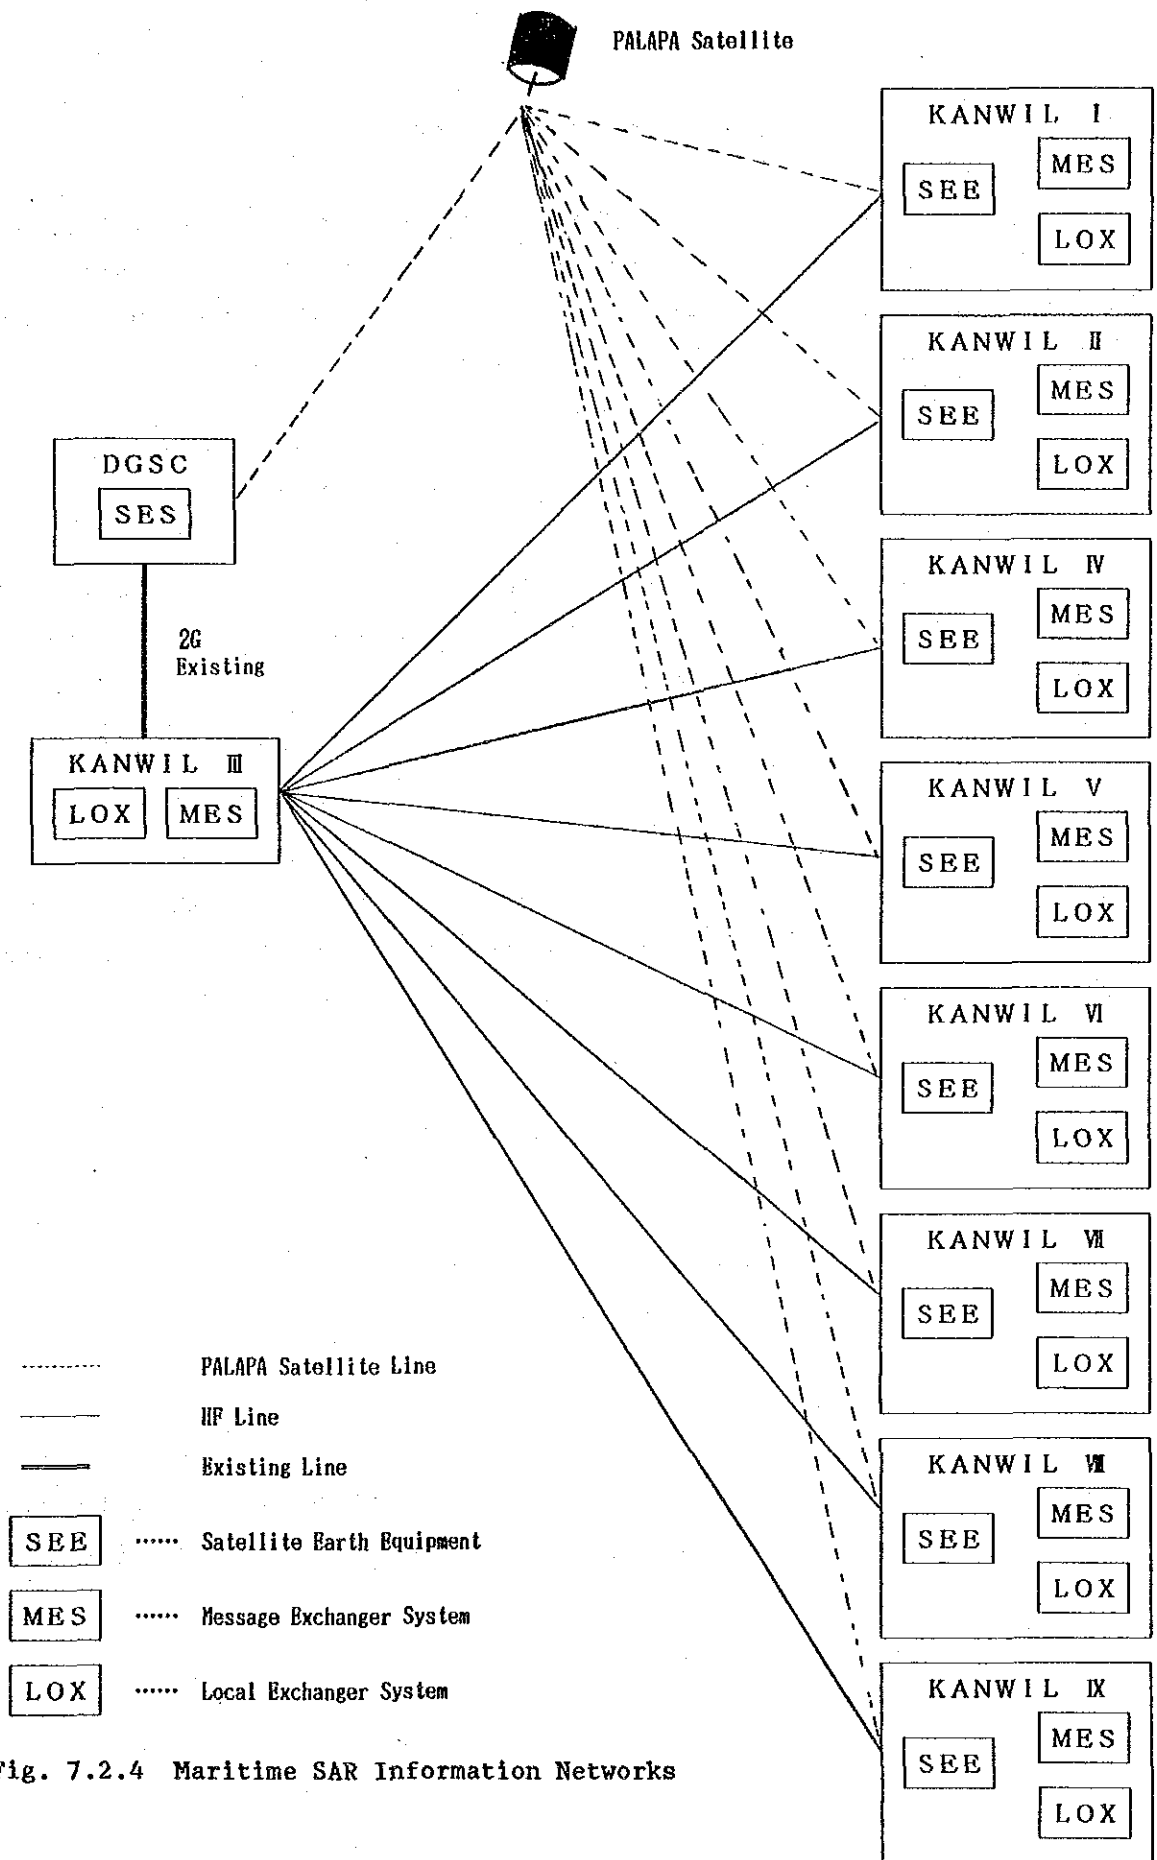 PALAPA Satellite
KANWIL I
SEE
MES
LOX
KANWIL II
SEE
MES
LOX
KANWIL IV
SEE
MES
LOX
KANWIL V
SEE
MES
LOX
KANWIL VI
SEE
MES
LOX
KANWIL VII
SEE
MES
LOX
KANWIL VIII
SEE
MES
LOX
KANWIL IX
SEE
MES
LOX
DGSC
SES
2G
Existing
KANWIL III
LOX MES
PALAPA Satellite Line
HF Line
Existing Line
SEE ...... Satellite Earth Equipment
MES ...... Message Exchanger System
LOX ...... Local Exchanger System
Fig. 7.2.4 Maritime SAR Information Networks